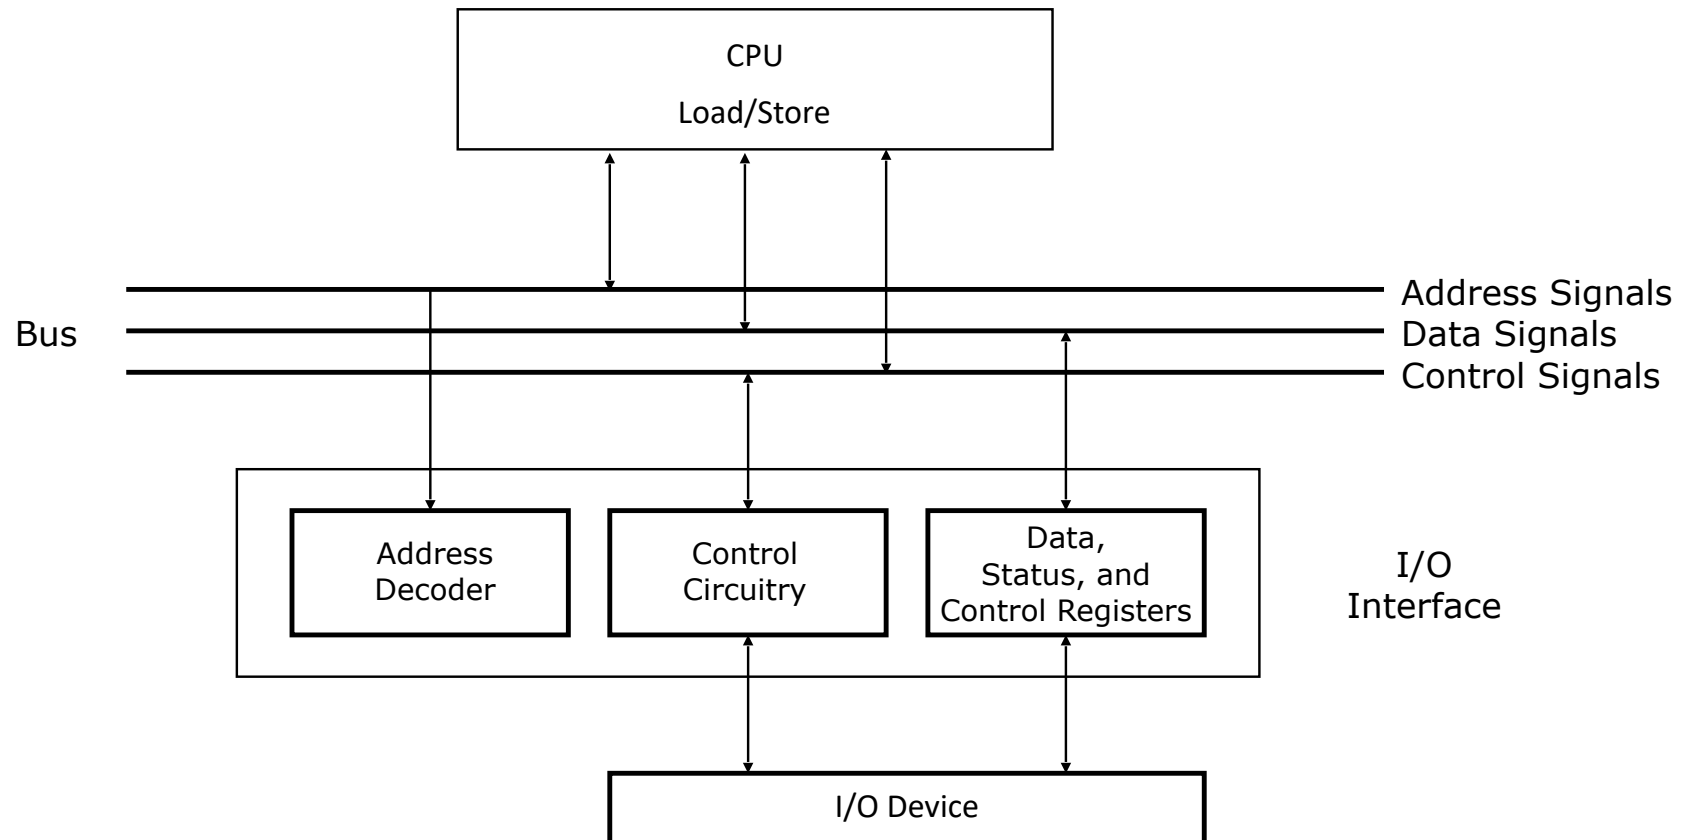 CPU
Load/Store
Bus
Address Signals
Data Signals
Control Signals
Address
Decoder
Control
Circuitry
Data,
Status, and
Control Registers
I/O
Interface
I/O Device